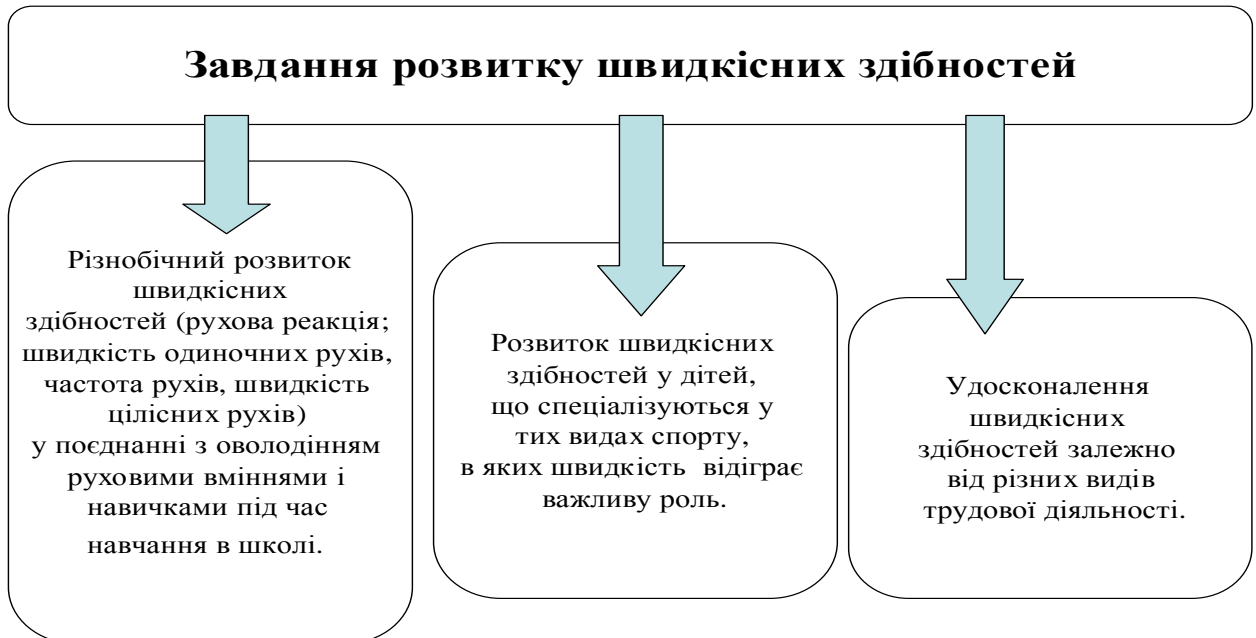 Завдання розвитку швидкісних здібностей
Різнобічний розвиток
швидкісних
здібностей (рухова реакція;
швидкість одиночних рухів,
частота рухів, швидкість
цілісних рухів)
у поєднанні з оволодінням
руховими вміннями і
навичками під час
навчання в школі.
Розвиток швидкісних
здібностей у дітей,
що спеціалізуються у
тих видах спорту,
в яких швидкість відіграє
важливу роль.
Удосконалення
швидкісних
здібностей залежно
від різних видів
трудової діяльності.